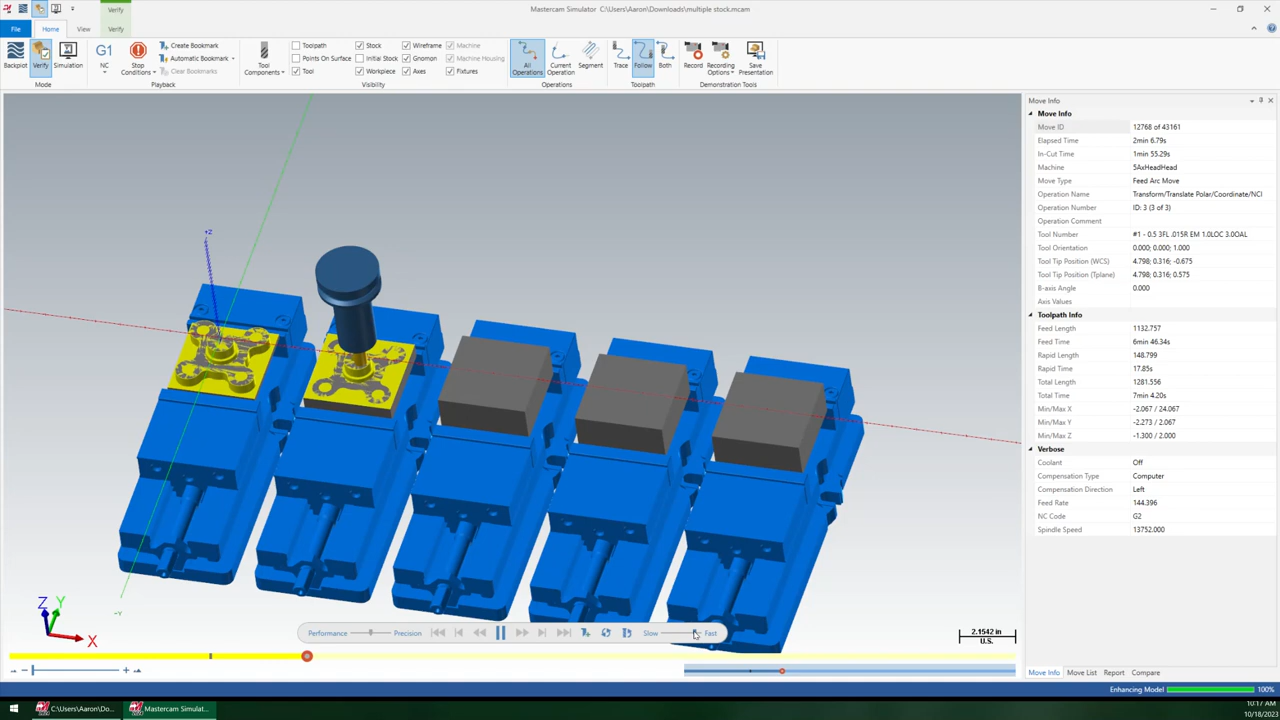 Verify
Mastercam Simulator C:\Users\Aaron\Downloads\multiple stock.mcam
File Home View Verify
Backplot Verify Simulation
Mode
G1 NC
Stop Conditions
Create Bookmark
Automatic Bookmark
Clear Bookmarks
Playback
Tool Components
Toolpath Stock Wireframe Machine
Points On Surface Initial Stock Gnomon Machine Housing
Tool Workpiece Axes Fixtures
Visibility
All Operations Current Operation Segment
Operations
Trace Follow Both
Toolpath
Record Recording Options Save Presentation
Demonstration Tools
Move Info
Move Info
Move ID 12768 of 43161
Elapsed Time 2min 6.79s
In-Cut Time 1min 55.29s
Machine 5AxHeadHead
Move Type Feed Arc Move
Operation Name Transform/Translate Polar/Coordinate/NCI
Operation Number ID: 3 (3 of 3)
Operation Comment
Tool Number #1 - 0.5 3FL .015R EM 1.0LOC 3.0OAL
Tool Orientation 0.000; 0.000; 1.000
Tool Tip Position (WCS) 4.798; 0.316; -0.675
Tool Tip Position (Tplane) 4.798; 0.316; 0.575
B-axis Angle 0.000
Axis Values
Toolpath Info
Feed Length 1132.757
Feed Time 6min 46.34s
Rapid Length 148.799
Rapid Time 17.85s
Total Length 1281.556
Total Time 7min 4.20s
Min/Max X -2.067 / 24.067
Min/Max Y -2.273 / 2.067
Min/Max Z -1.300 / 2.000
Verbose
Coolant Off
Compensation Type Computer
Compensation Direction Left
Feed Rate 144.396
NC Code G2
Spindle Speed 13752.000
+Z
-Y
Z Y X
Performance Precision Slow Fast
2.1542 in
U.S.
Move Info Move List Report Compare
Enhancing Model 100%
C:\Users\Aaron\Do... Mastercam Simulat...
10:17 AM
10/18/2023